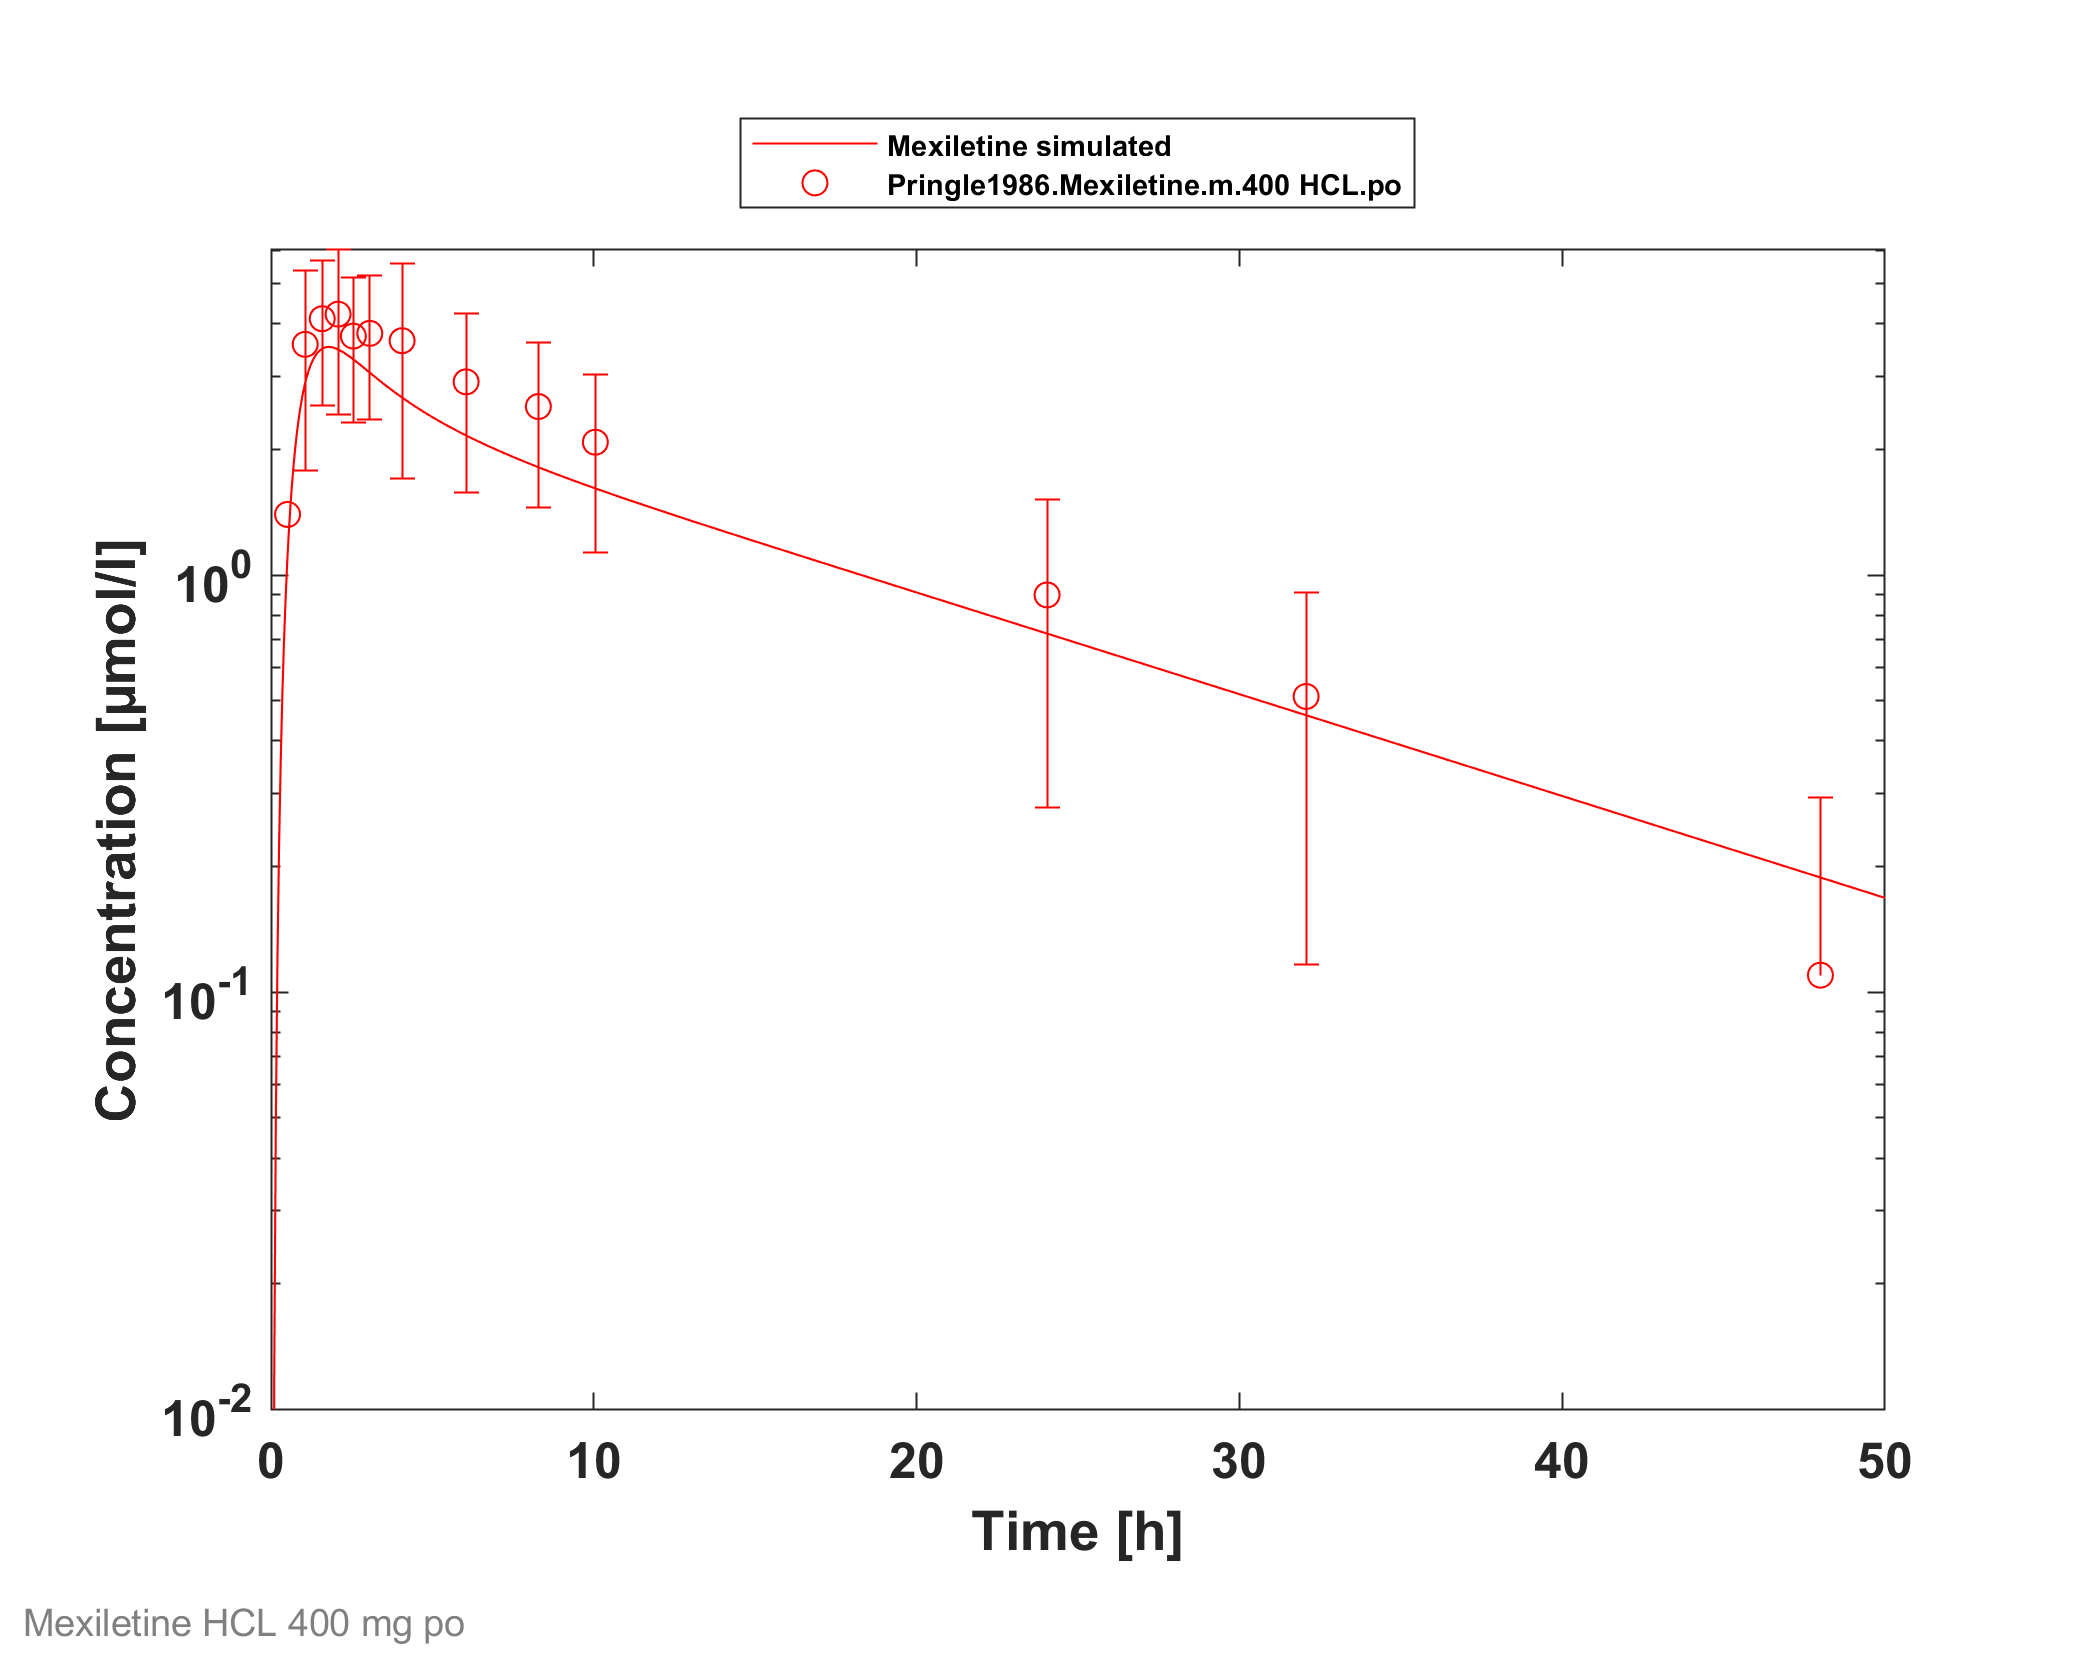 Mexiletine simulated
Pringle1986.Mexiletine.m.400 HCL.po
Concentration [µmol/l]
10^0
10^-1
10^-2
0 10 20 30 40 50
Time [h]
Mexiletine HCL 400 mg po